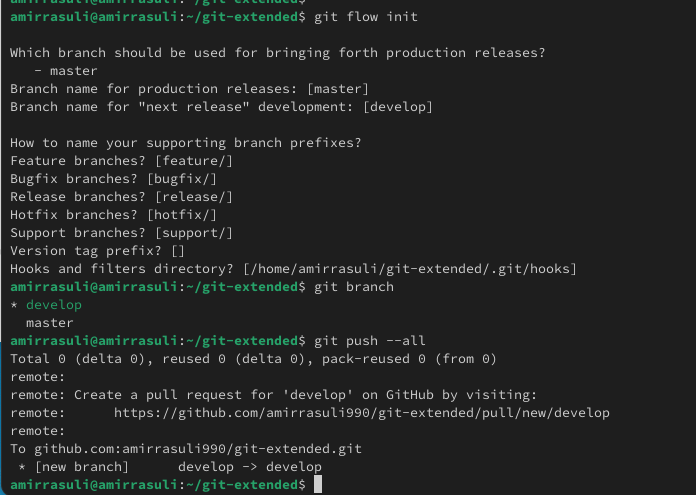 amirrasuli@amirrasuli:~/git-extended$
amirrasuli@amirrasuli:~/git-extended$ git flow init

Which branch should be used for bringing forth production releases?
   - master
Branch name for production releases: [master]
Branch name for "next release" development: [develop]

How to name your supporting branch prefixes?
Feature branches? [feature/]
Bugfix branches? [bugfix/]
Release branches? [release/]
Hotfix branches? [hotfix/]
Support branches? [support/]
Version tag prefix? []
Hooks and filters directory? [/home/amirrasuli/git-extended/.git/hooks]
amirrasuli@amirrasuli:~/git-extended$ git branch
* develop
  master
amirrasuli@amirrasuli:~/git-extended$ git push --all
Total 0 (delta 0), reused 0 (delta 0), pack-reused 0 (from 0)
remote:
remote: Create a pull request for 'develop' on GitHub by visiting:
remote:      https://github.com/amirrasuli990/git-extended/pull/new/develop
remote:
To github.com:amirrasuli990/git-extended.git
 * [new branch]      develop -> develop
amirrasuli@amirrasuli:~/git-extended$